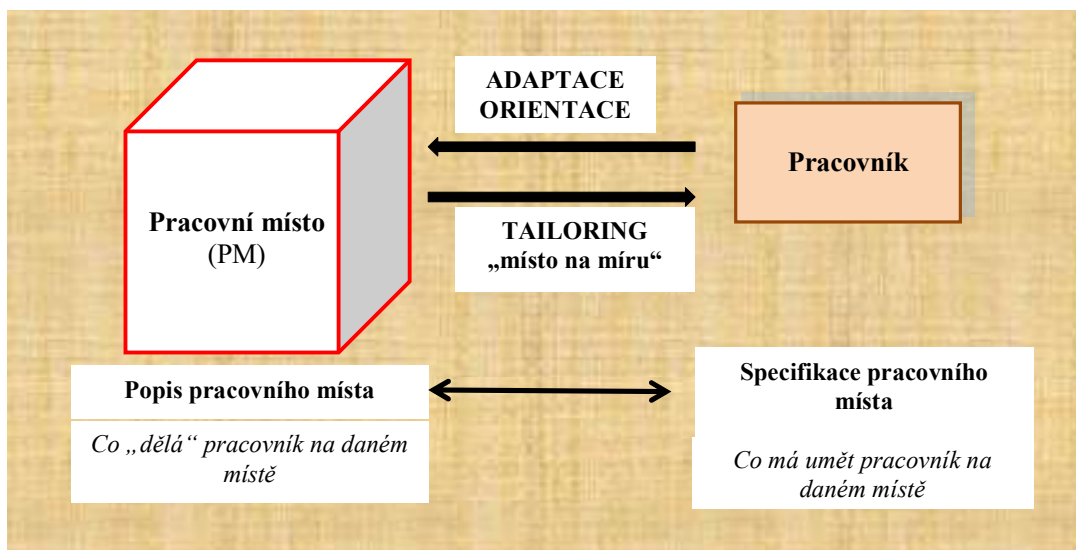 ADAPTACE
ORIENTACE
Pracovník
Pracovní místo
(PM)
TAILORING
„místo na míru“
Popis pracovního místa
Co „dělá“ pracovník na daném
místě
Specifikace pracovního
místa
Co má umět pracovník na
daném místě